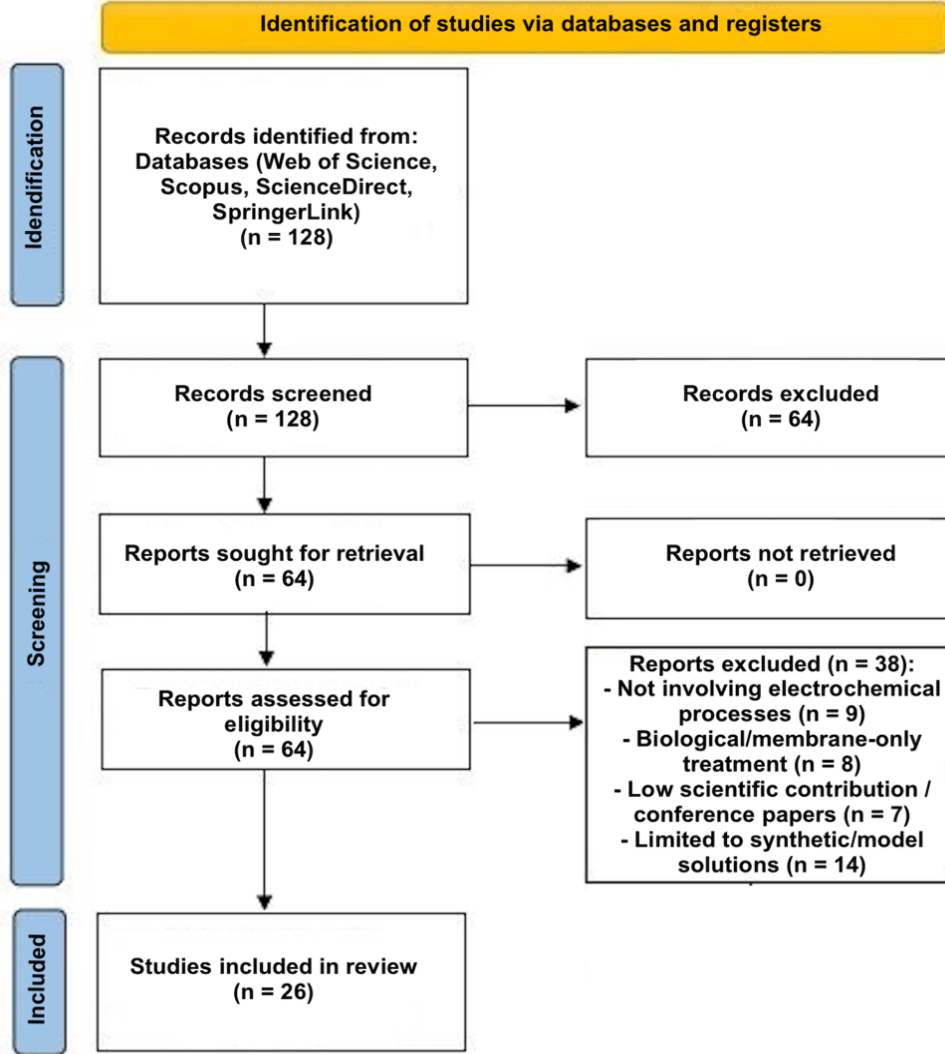 Identification of studies via databases and registers
Idendification
Records identified from:
Databases (Web of Science,
Scopus, ScienceDirect,
SpringerLink)
(n = 128)
Screening
Records screened
(n = 128)
Records excluded
(n = 64)
Reports sought for retrieval
(n = 64)
Reports not retrieved
(n = 0)
Reports assessed for
eligibility
(n = 64)
Reports excluded (n = 38):
- Not involving electrochemical
processes (n = 9)
- Biological/membrane-only
treatment (n = 8)
- Low scientific contribution /
conference papers (n = 7)
- Limited to synthetic/model
solutions (n = 14)
Included
Studies included in review
(n = 26)